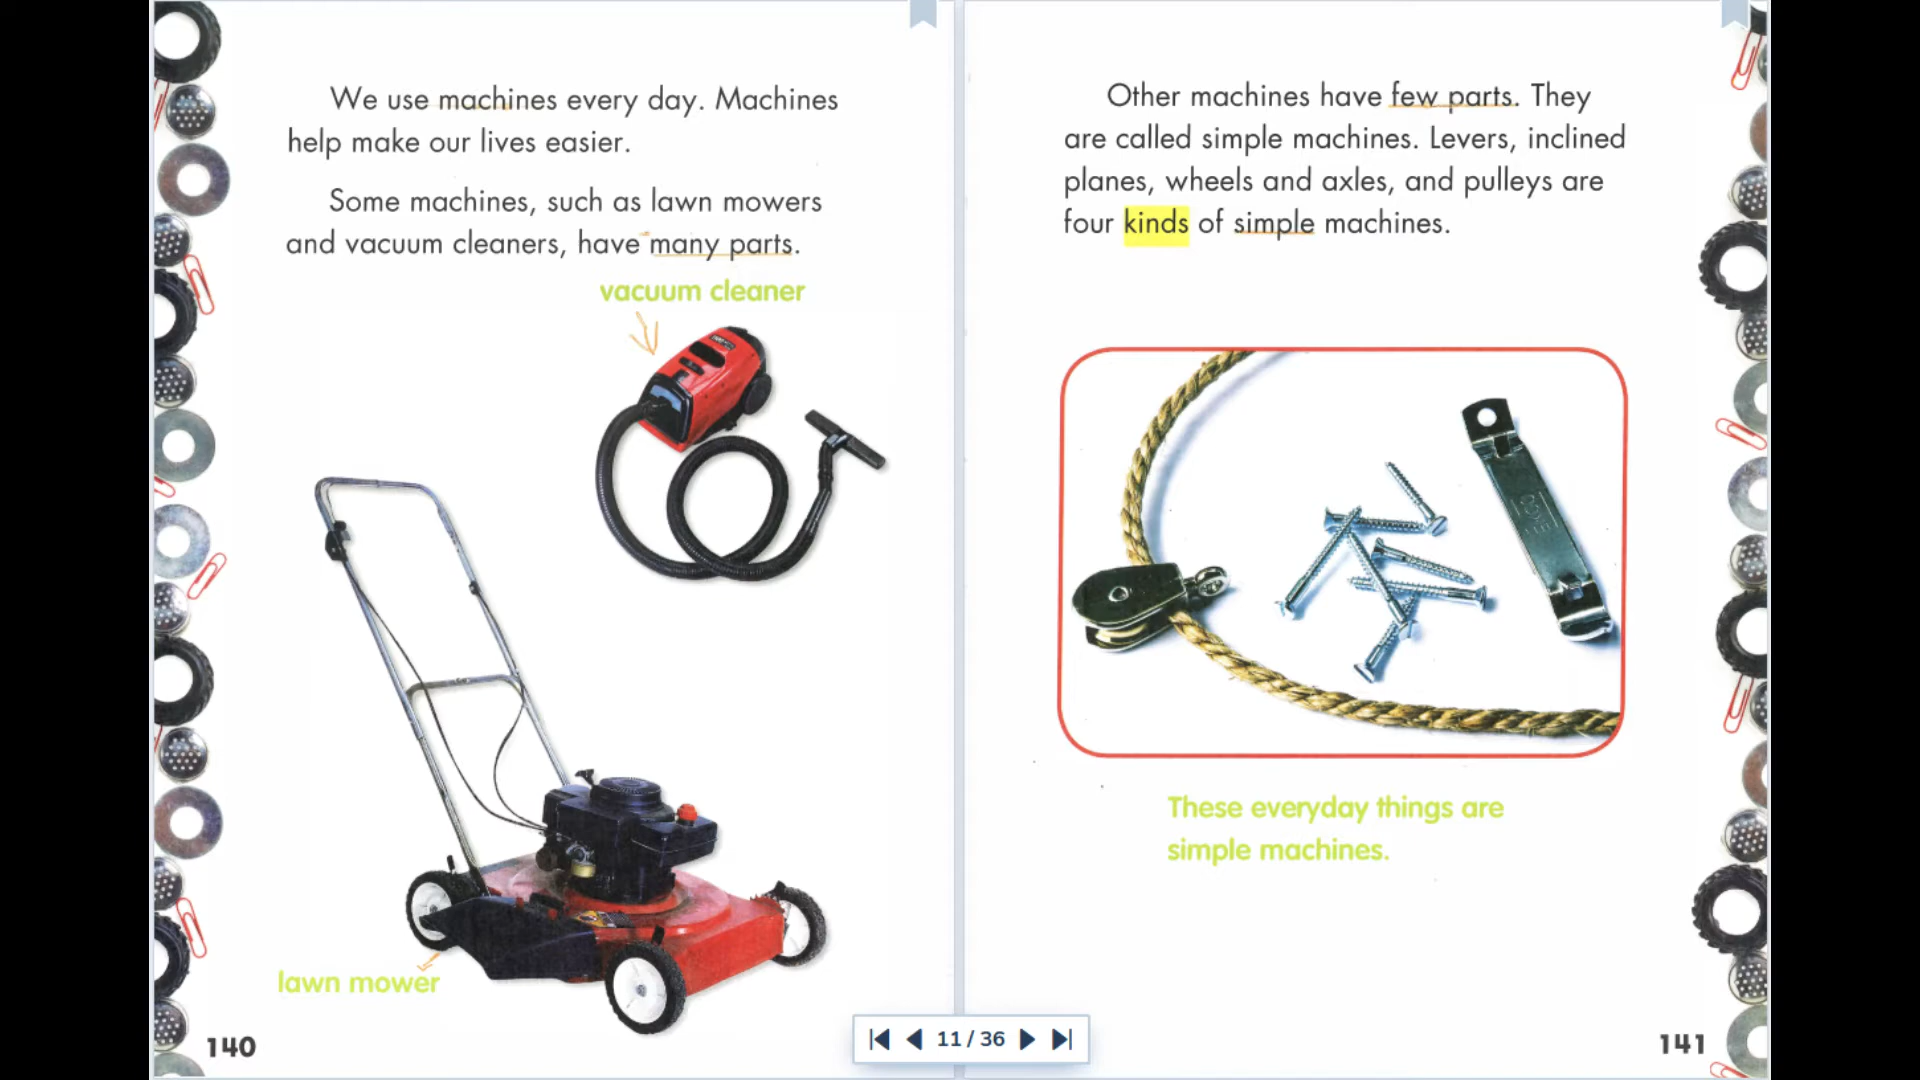 We use machines every day. Machines
help make our lives easier.
Some machines, such as lawn mowers
and vacuum cleaners, have many parts.
vacuum cleaner
lawn mower
140
Other machines have few parts. They
are called simple machines. Levers, inclined
planes, wheels and axles, and pulleys are
four kinds of simple machines.
These everyday things are
simple machines.
11 / 36
141